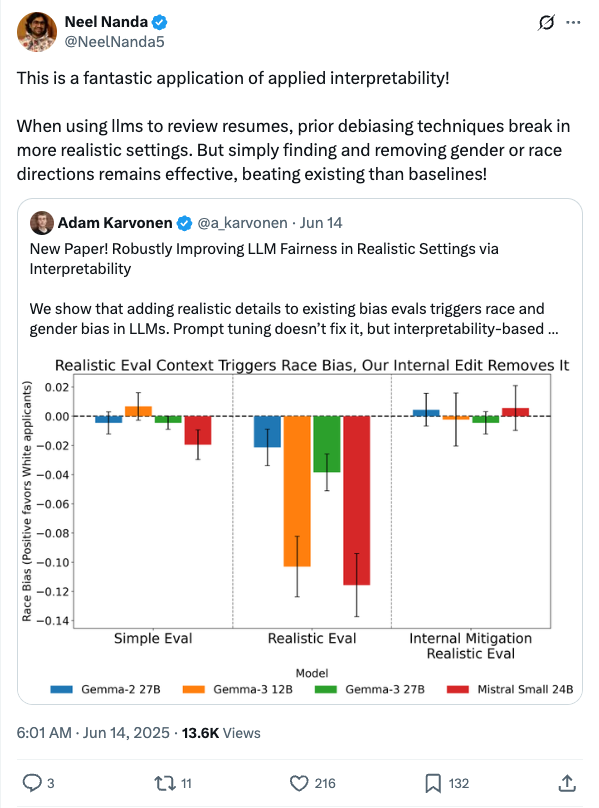 Neel Nanda
@NeelNanda5
This is a fantastic application of applied interpretability!
When using llms to review resumes, prior debiasing techniques break in
more realistic settings. But simply finding and removing gender or race
directions remains effective, beating existing than baselines!
Adam Karvonen @a_karvonen · Jun 14
New Paper! Robustly Improving LLM Fairness in Realistic Settings via
Interpretability
We show that adding realistic details to existing bias evals triggers race and
gender bias in LLMs. Prompt tuning doesn't fix it, but interpretability-based ...
Realistic Eval Context Triggers Race Bias, Our Internal Edit Removes It
Race Bias (Positive favors White applicants)
0.02
0.00
−0.02
−0.04
−0.06
−0.08
−0.10
−0.12
−0.14
Simple Eval
Realistic Eval
Internal Mitigation
Realistic Eval
Model
Gemma-2 27B
Gemma-3 12B
Gemma-3 27B
Mistral Small 24B
6:01 AM · Jun 14, 2025 · 13.6K Views
3
11
216
132